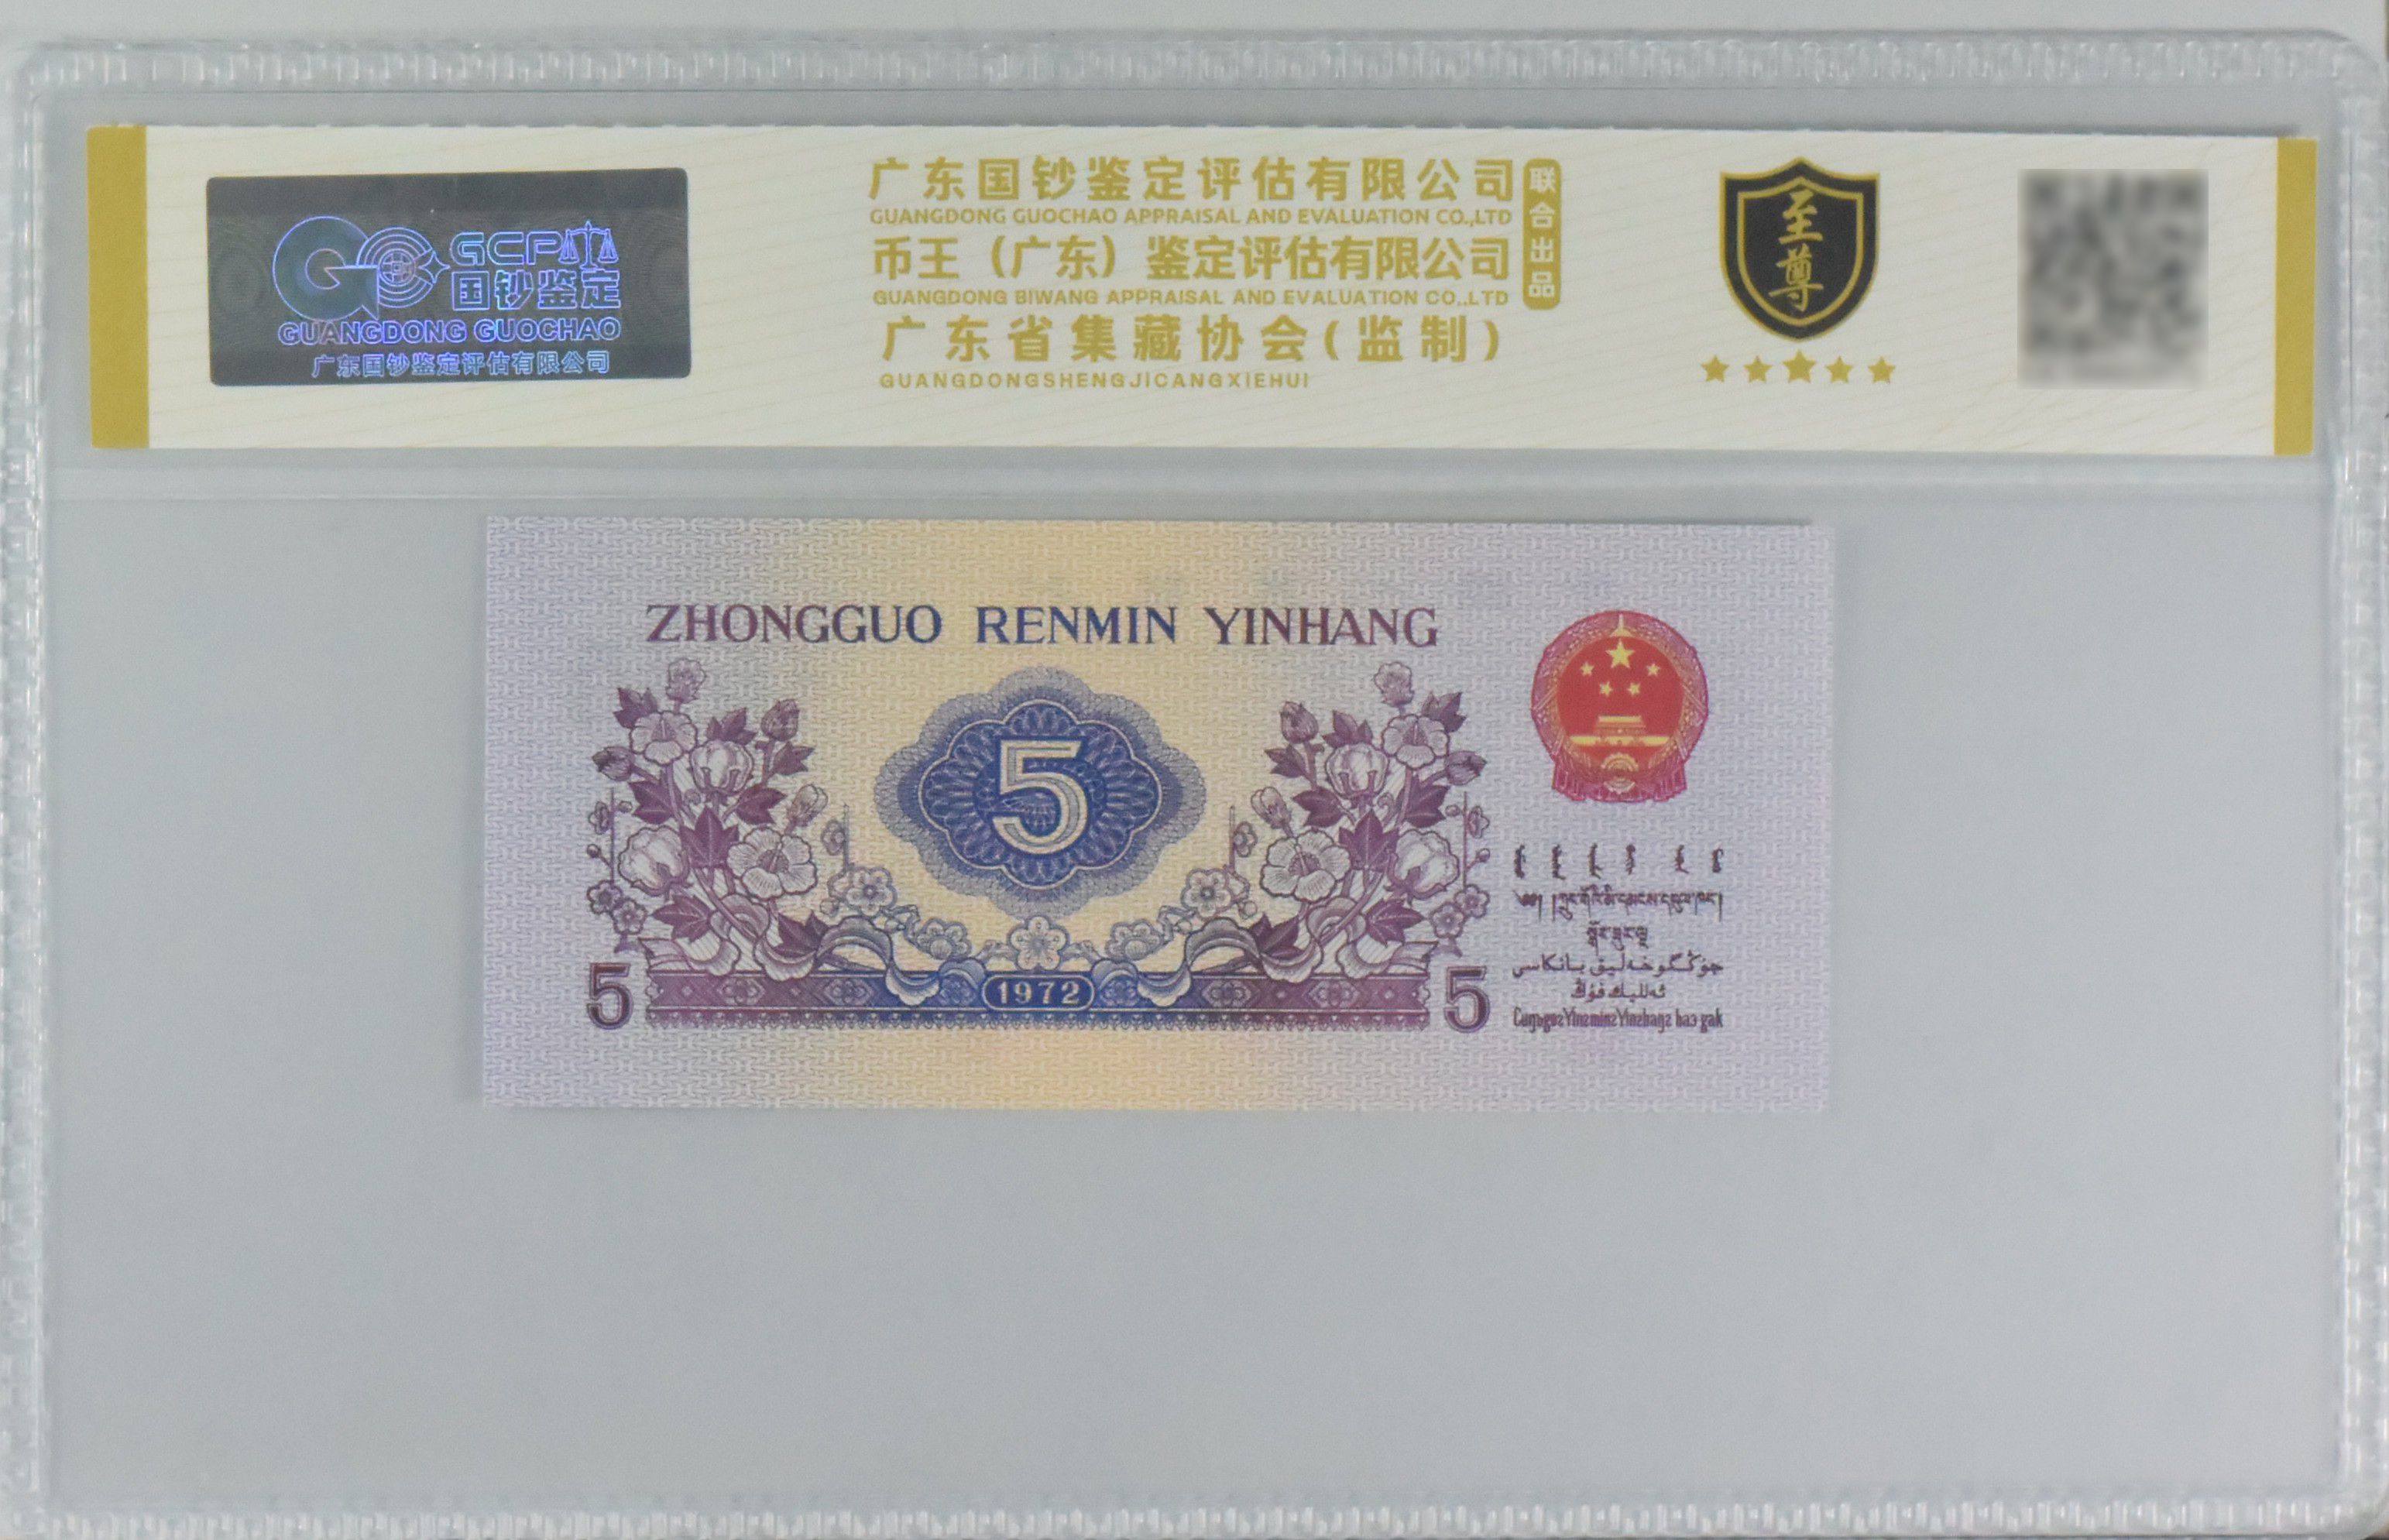 GCP
国钞鉴定
GUANGDONG GUOCHAO
广东国钞鉴定评估有限公司
广东国钞鉴定评估有限公司
GUANGDONG GUOCHAO APPRAISAL AND EVALUATION CO.,LTD
币王（广东）鉴定评估有限公司
GUANGDONG BIWANG APPRAISAL AND EVALUATION CO.,LTD
联合出品
广东省集藏协会(监制)
GUANGDONGSHENGJICANGXIEHUI
至尊
ZHONGGUO RENMIN YINHANG
5
5
1972
5
جۇڭگوخەلىق بانكاسى